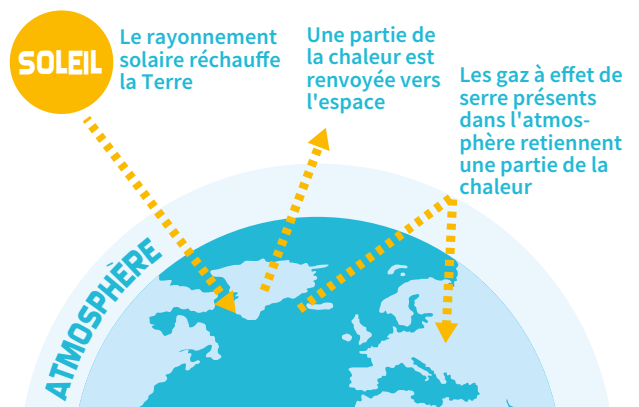 SOLEIL
Le rayonnement
solaire réchauffe
la Terre
Une partie de
la chaleur est
renvoyée vers
l'espace
Les gaz à effet de
serre présents
dans l'atmos-
phère retiennent
une partie de la
chaleur
ATMOSPHÈRE